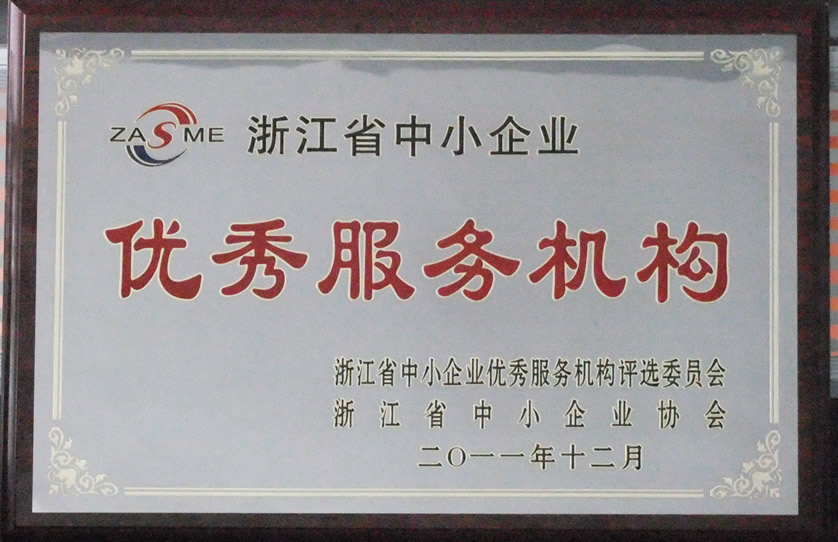 ZASME 浙江省中小企业
优秀服务机构
浙江省中小企业优秀服务机构评选委员会
浙江省中小企业协会
二〇一一年十二月